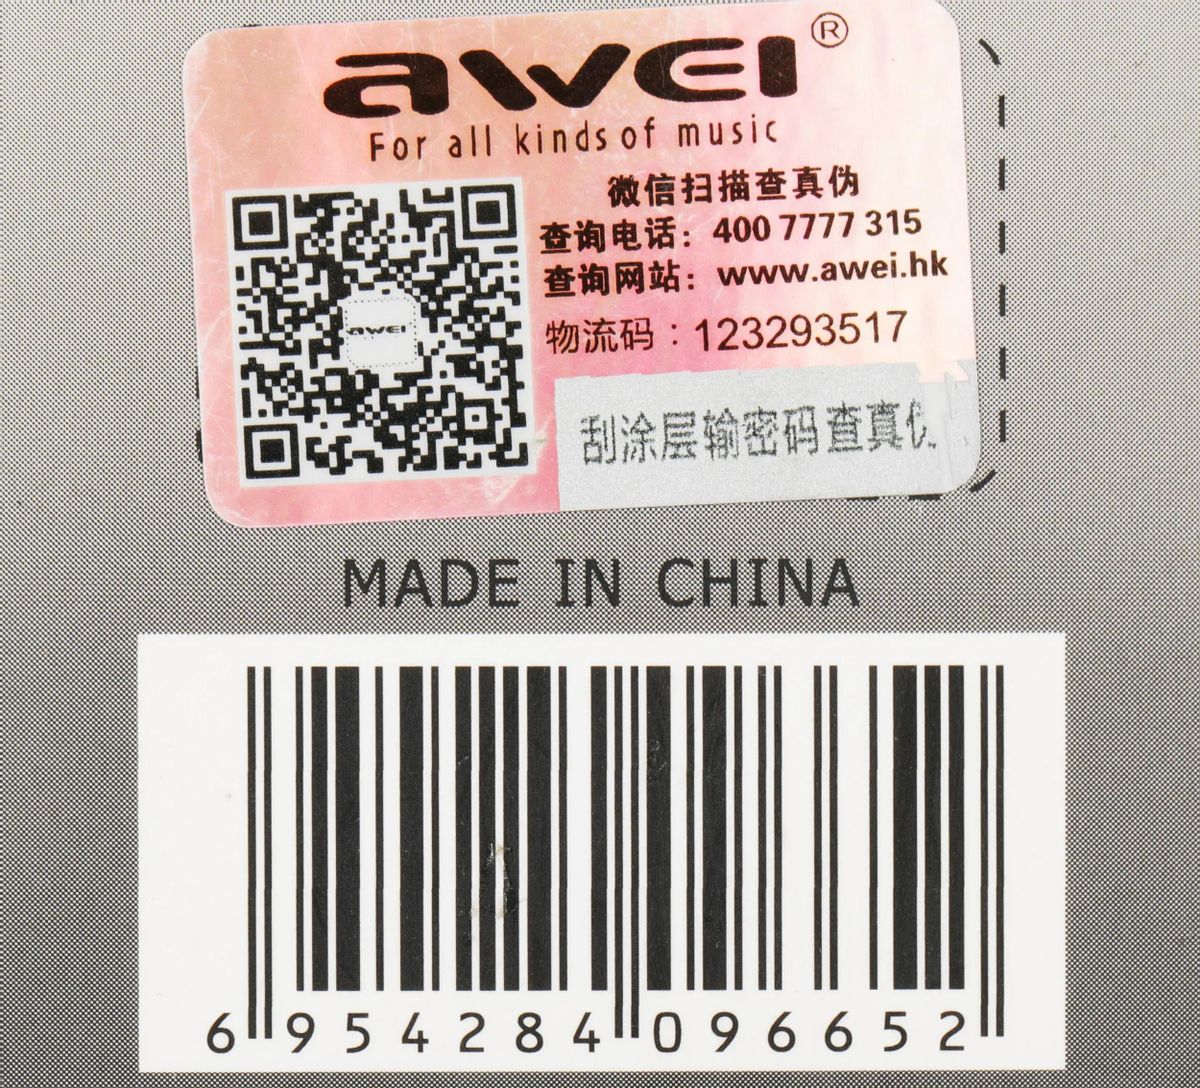 awei®
For all kinds of music
微信扫描查真伪
查询电话：400 7777 315
查询网站：www.awei.hk
awei
物流码：123293517
刮涂层输密码查真伪
MADE IN CHINA
6 954284 096652